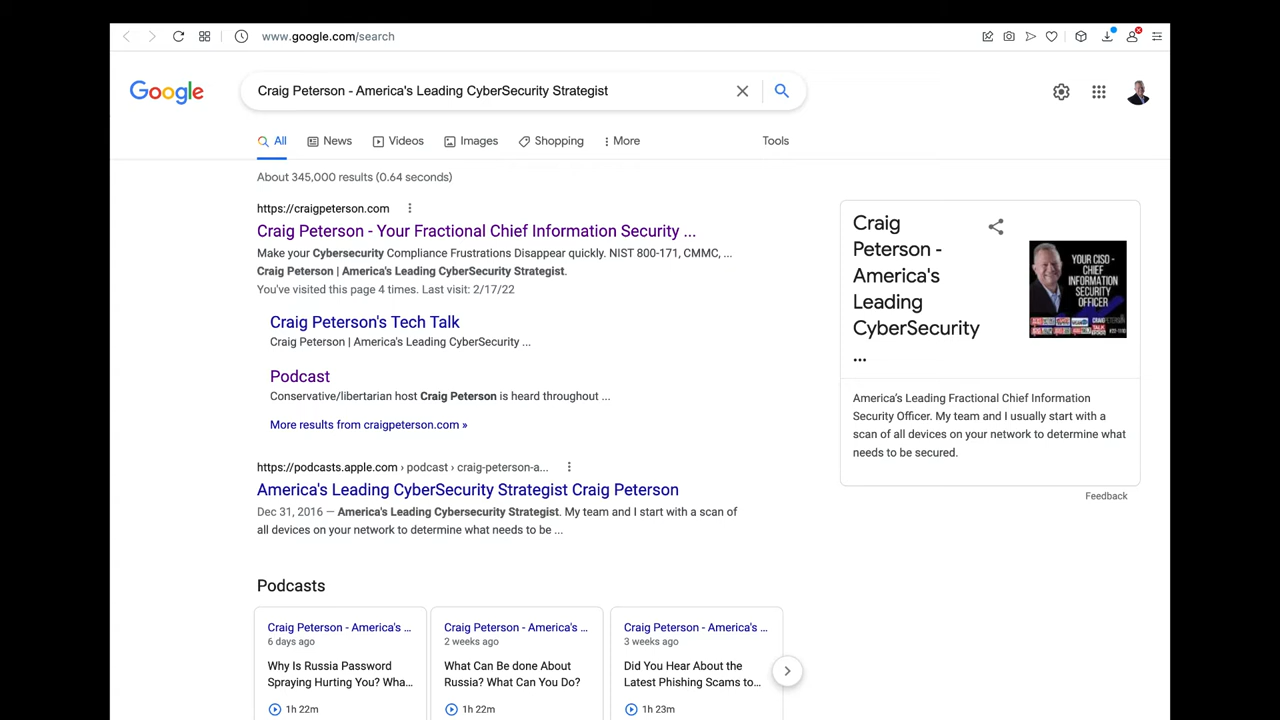 www.google.com/search
Google
Craig Peterson - America's Leading CyberSecurity Strategist
All
News
Videos
Images
Shopping
More
Tools
About 345,000 results (0.64 seconds)
https://craigpeterson.com
Craig Peterson - Your Fractional Chief Information Security ...
Make your Cybersecurity Compliance Frustrations Disappear quickly. NIST 800-171, CMMC, ...
Craig Peterson | America's Leading CyberSecurity Strategist.
You've visited this page 4 times. Last visit: 2/17/22
Craig Peterson's Tech Talk
Craig Peterson | America's Leading CyberSecurity ...
Podcast
Conservative/libertarian host Craig Peterson is heard throughout ...
More results from craigpeterson.com »
https://podcasts.apple.com › podcast › craig-peterson-a...
America's Leading CyberSecurity Strategist Craig Peterson
Dec 31, 2016 — America's Leading Cybersecurity Strategist. My team and I start with a scan of
all devices on your network to determine what needs to be ...
Podcasts
Craig Peterson - America's ...
6 days ago
Why Is Russia Password
Spraying Hurting You? Wha...
1h 22m
Craig Peterson - America's ...
2 weeks ago
What Can Be done About
Russia? What Can You Do?
1h 22m
Craig Peterson - America's ...
3 weeks ago
Did You Hear About the
Latest Phishing Scams to...
1h 23m
Craig
Peterson -
America's
Leading
CyberSecurity
...
YOUR CISO -
CHIEF
INFORMATION
SECURITY
OFFICER
America's Leading Fractional Chief Information
Security Officer. My team and I usually start with a
scan of all devices on your network to determine what
needs to be secured.
Feedback